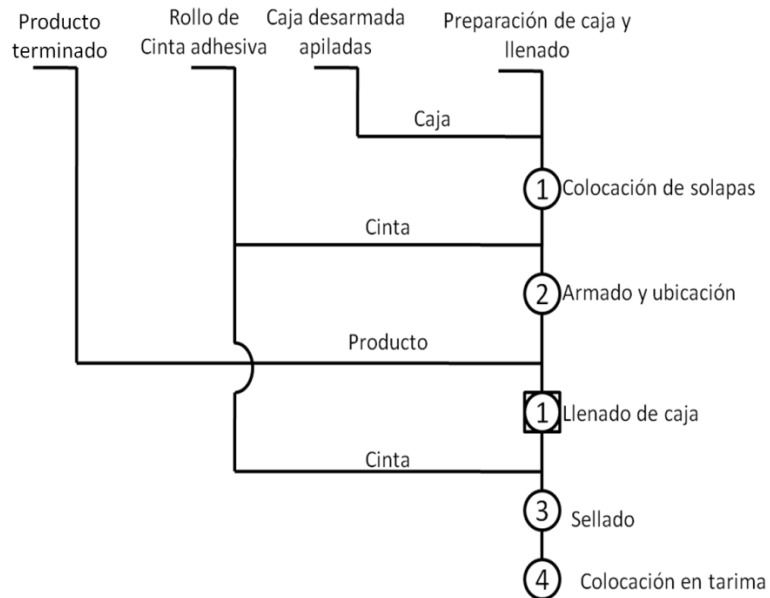 Producto
terminado
Rollo de
Cinta adhesiva
Caja desarmada
apiladas
Preparación de caja y
llenado
Caja
1 Colocación de solapas
Cinta
2 Armado y ubicación
Producto
1 Llenado de caja
Cinta
3 Sellado
4 Colocación en tarima